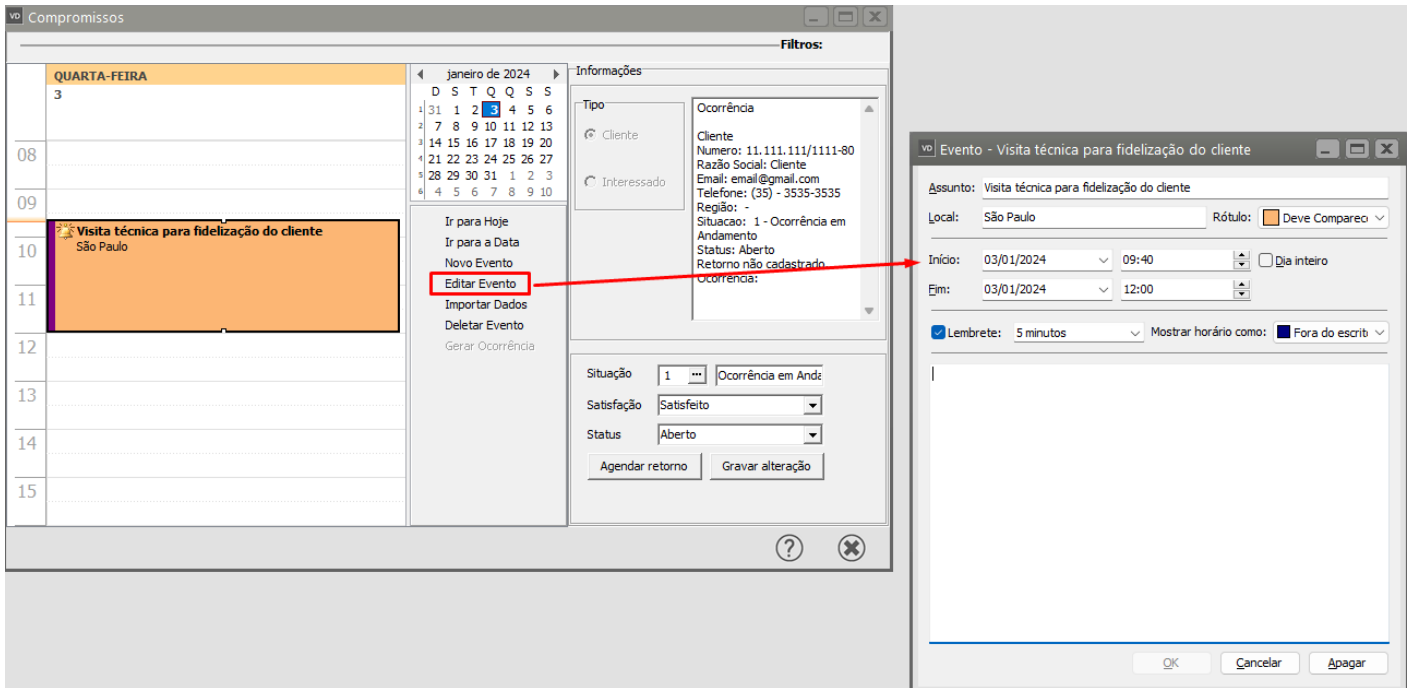 VD Compromissos
Filtros:
QUARTA-FEIRA
3
08
09
Visita técnica para fidelização do cliente
São Paulo
10
11
12
13
14
15
janeiro de 2024
D S T Q Q S S
1 31 1 2 3 4 5 6
2 7 8 9 10 11 12 13
3 14 15 16 17 18 19 20
4 21 22 23 24 25 26 27
5 28 29 30 31 1 2 3
6 4 5 6 7 8 9 10
Ir para Hoje
Ir para a Data
Novo Evento
Editar Evento
Importar Dados
Deletar Evento
Gerar Ocorrência
Informações
Tipo
Cliente
Interessado
Ocorrência
Cliente
Numero: 11.111.111/1111-80
Razão Social: Cliente
Email: email@gmail.com
Telefone: (35) - 3535-3535
Região: -
Situacao: 1 - Ocorrência em
Andamento
Status: Aberto
Retorno não cadastrado
Ocorrência:
Situação 1 ... Ocorrência em Anda
Satisfação Satisfeito
Status Aberto
Agendar retorno Gravar alteração
?
VD Evento - Visita técnica para fidelização do cliente
Assunto: Visita técnica para fidelização do cliente
Local: São Paulo Rótulo: Deve Compareci
Início: 03/01/2024 09:40 Dia inteiro
Fim: 03/01/2024 12:00
Lembrete: 5 minutos Mostrar horário como: Fora do escrit
OK Cancelar Apagar